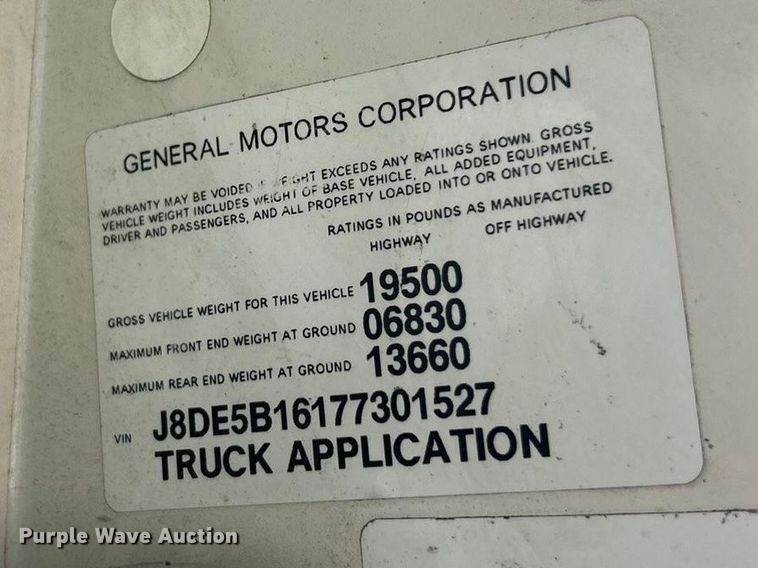 GENERAL MOTORS CORPORATION
WARRANTY MAY BE VOIDED EXCEEDS ANY RATINGS SHOWN. GROSS
VEHICLE WEIGHT INCLUDES WEIGHT OF BASE VEHICLE, ALL ADDED EQUIPMENT,
DRIVER AND PASSENGERS, AND ALL PROPERTY LOADED INTO OR ONTO VEHICLE.
RATINGS IN POUNDS AS MANUFACTURED
HIGHWAY OFF HIGHWAY
GROSS VEHICLE WEIGHT FOR THIS VEHICLE 19500
MAXIMUM FRONT END WEIGHT AT GROUND 06830
MAXIMUM REAR END WEIGHT AT GROUND 13660
VIN J8DE5B16177301527
TRUCK APPLICATION
Purple Wave Auction